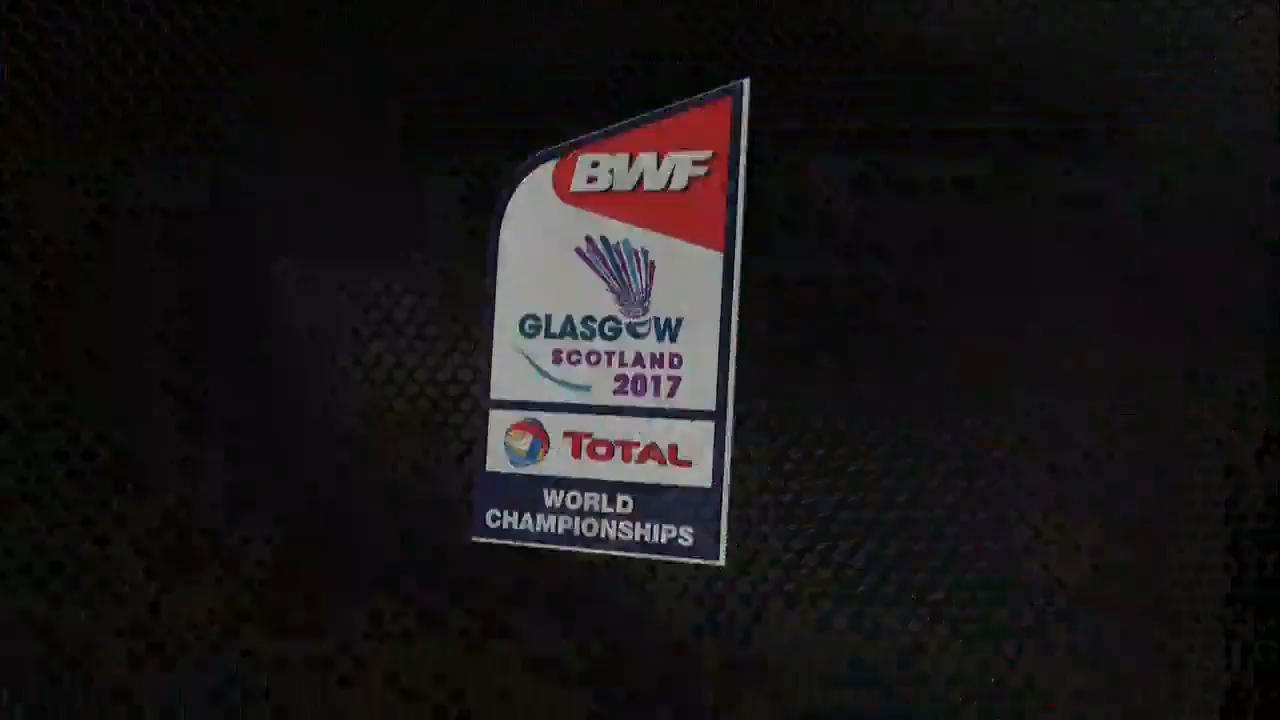 BWF
GLASGOW
SCOTLAND
2017
TOTAL
WORLD
CHAMPIONSHIPS